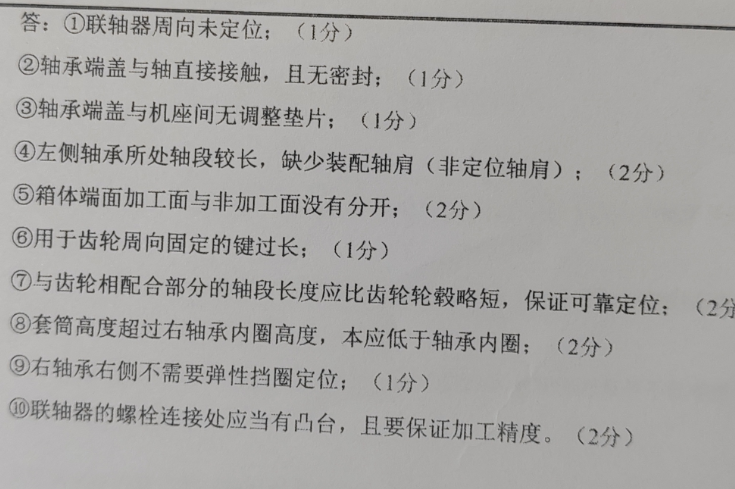 答：①联轴器周向未定位；（1分）
②轴承端盖与轴直接接触，且无密封；（1分）
③轴承端盖与机座间无调整垫片；（1分）
④左侧轴承所处轴段较长，缺少装配轴肩（非定位轴肩）；（2分）
⑤箱体端面加工面与非加工面没有分开；（2分）
⑥用于齿轮周向固定的键过长；（1分）
⑦与齿轮相配合部分的轴段长度应比齿轮轮毂略短，保证可靠定位；（2分
⑧套筒高度超过右轴承内圈高度，本应低于轴承内圈；（2分）
⑨右轴承右侧不需要弹性挡圈定位；（1分）
⑩联轴器的螺栓连接处应当有凸台，且要保证加工精度。（2分）